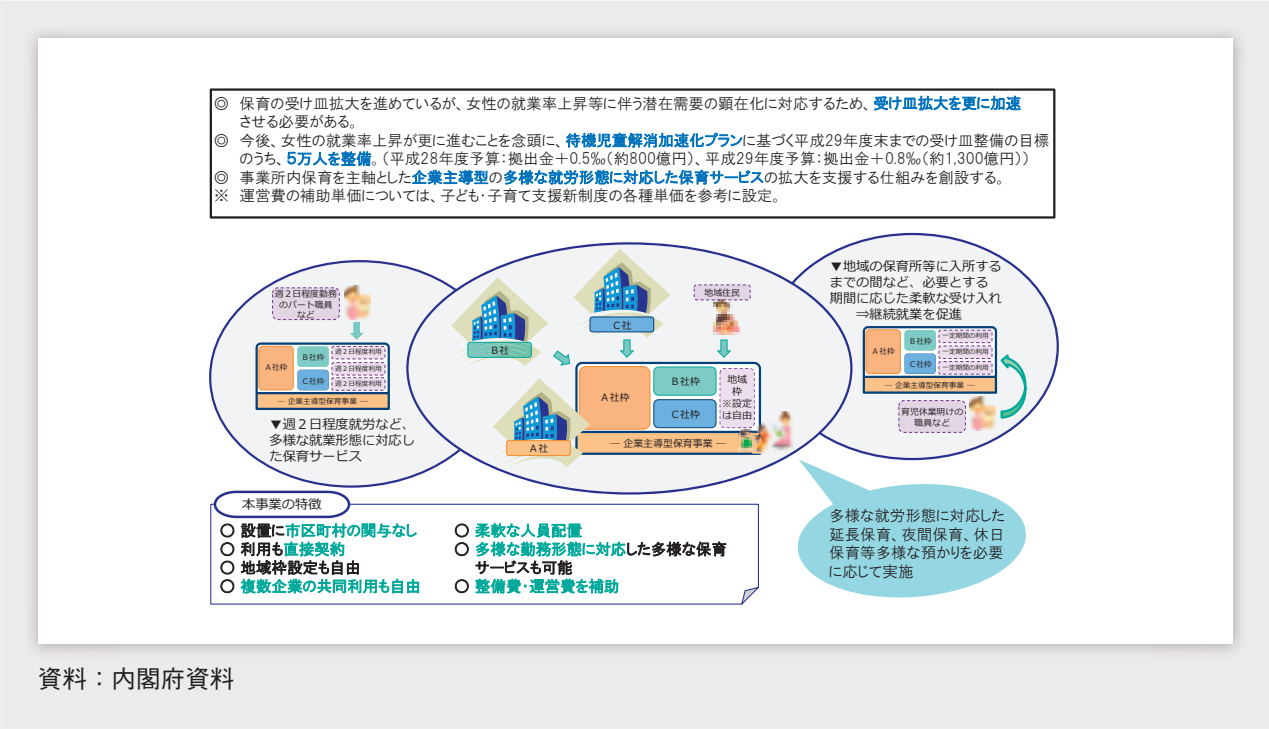 ◎ 保育の受け皿拡大を進めているが、女性の就業率上昇等に伴う潜在需要の顕在化に対応するため、受け皿拡大を更に加速
させる必要がある。
◎ 今後、女性の就業率上昇が更に進むことを念頭に、待機児童解消加速化プランに基づく平成29年度末までの受け皿整備の目標
のうち、5万人を整備。（平成28年度予算：拠出金＋0.5‰（約800億円）、平成29年度予算：拠出金＋0.8‰（約1,300億円））
◎ 事業所内保育を主軸とした企業主導型の多様な就労形態に対応した保育サービスの拡大を支援する仕組みを創設する。
※ 運営費の補助単価については、子ども・子育て支援新制度の各種単価を参考に設定。
週２日程度勤務
のパート職員
など
A社枠
B社枠
C社枠
週２日程度利用
週２日程度利用
週２日程度利用
― 企業主導型保育事業 ―
▼週２日程度就労など、
多様な就業形態に対応し
た保育サービス
B社
C社
地域住民
A社
A社枠
B社枠
C社枠
地域
枠
※設定
は自由
― 企業主導型保育事業 ―
▼地域の保育所等に入所する
までの間など、必要とする
期間に応じた柔軟な受け入れ
⇒継続就業を促進
A社枠
B社枠
C社枠
一定期間の利用
一定期間の利用
一定期間の利用
― 企業主導型保育事業 ―
育児休業明けの
職員など
本事業の特徴
○ 設置に市区町村の関与なし
○ 利用も直接契約
○ 地域枠設定も自由
○ 複数企業の共同利用も自由
○ 柔軟な人員配置
○ 多様な勤務形態に対応した多様な保育
サービスも可能
○ 整備費・運営費を補助
多様な就労形態に対応した
延長保育、夜間保育、休日
保育等多様な預かりを必要
に応じて実施
資料：内閣府資料